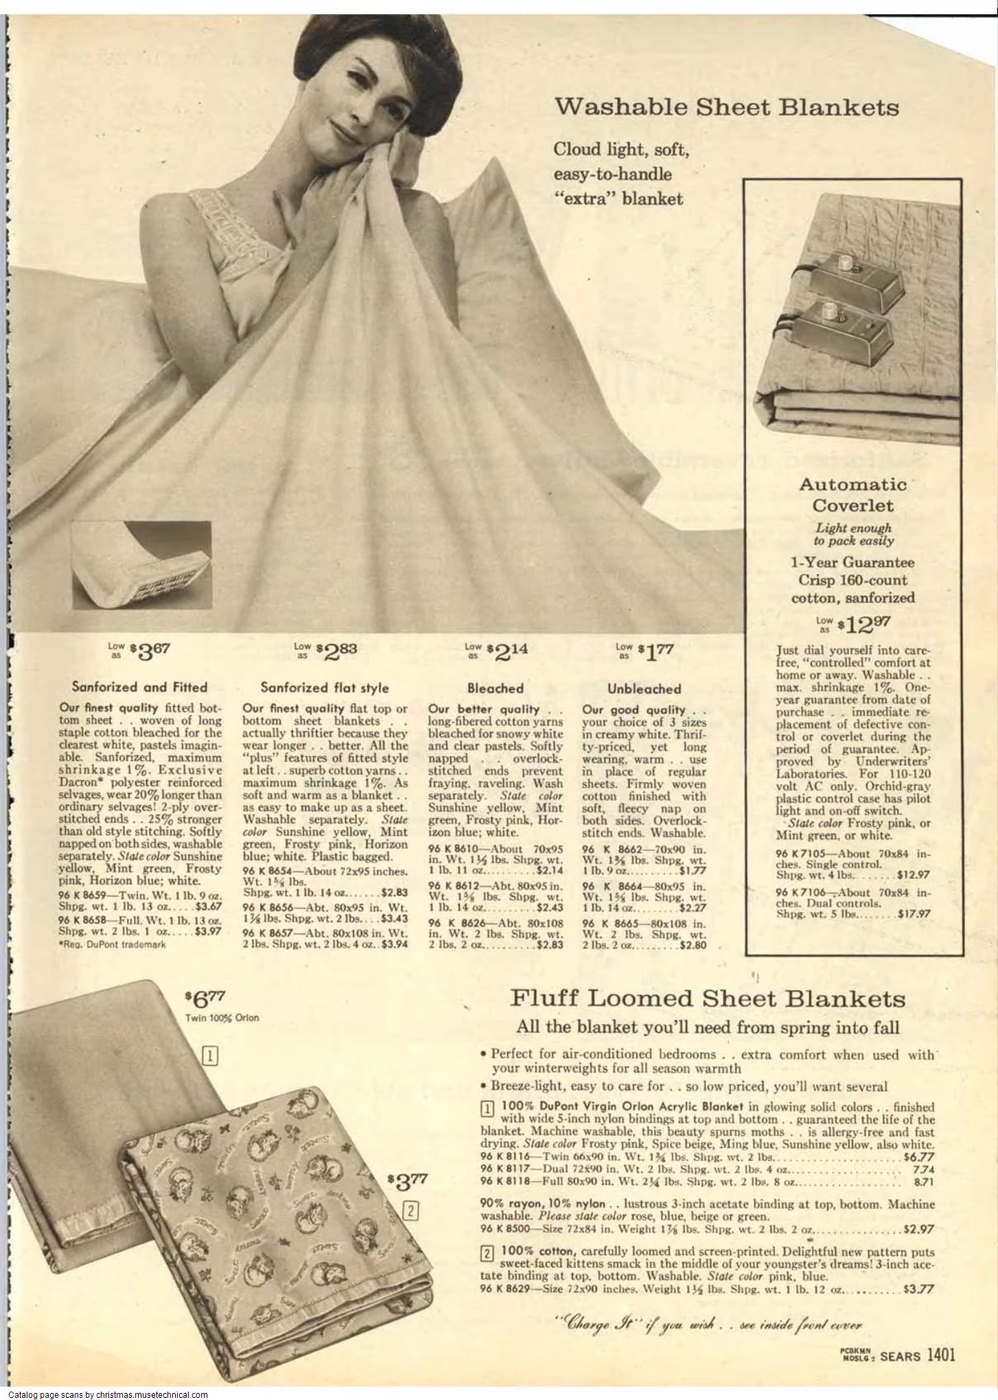 Washable Sheet Blankets
Cloud light, soft,
easy-to-handle
"extra" blanket
Automatic
Coverlet
Light enough
to pack easily
1-Year Guarantee
Crisp 160-count
cotton, sanforized
Low as $12.97
Just dial yourself into care-
free, "controlled" comfort at
home or away. Washable . .
max. shrinkage 1%. One-
year guarantee from date of
purchase . . immediate re-
placement of defective con-
trol or coverlet during the
period of guarantee. Ap-
proved by Underwriters'
Laboratories. For 110-120
volt AC only. Orchid-gray
plastic control case has pilot
light and on-off switch.
State color Frosty pink, or
Mint green, or white.
96 K 7105—About 70x84 in-
ches. Single control.
Shpg. wt. 4 lbs.........$12.97
96 K 7106—About 70x84 in-
ches. Dual controls.
Shpg. wt. 5 lbs........$17.97
Low as $3.67
Sanforized and Fitted
Our finest quality fitted bot-
tom sheet . . woven of long
staple cotton bleached for the
clearest white, pastels imagin-
able. Sanforized, maximum
shrinkage 1%. Exclusive
Dacron* polyester reinforced
selvages, wear 20% longer than
ordinary selvages! 2-ply over-
stitched ends . . 25% stronger
than old style stitching. Softly
napped on both sides, washable
separately. State color Sunshine
yellow, Mint green, Frosty
pink, Horizon blue; white.
96 K 8659—Twin. Wt. 1 lb. 9 oz.
Shpg. wt. 1 lb. 13 oz.....$3.67
96 K 8658—Full. Wt. 1 lb. 13 oz.
Shpg. wt. 2 lbs. 1 oz.....$3.97
*Reg. DuPont trademark
Low as $2.83
Sanforized flat style
Our finest quality flat top or
bottom sheet blankets . .
actually thriftier because they
wear longer . . better. All the
"plus" features of fitted style
at left . . superb cotton yarns . .
maximum shrinkage 1%. As
soft and warm as a blanket . .
as easy to make up as a sheet.
Washable separately. State
color Sunshine yellow, Mint
green, Frosty pink, Horizon
blue; white. Plastic bagged.
96 K 8654—About 72x95 inches.
Wt. 1⅝ lbs.
Shpg. wt. 1 lb. 14 oz......$2.83
96 K 8656—Abt. 80x95 in. Wt.
1¾ lbs. Shpg. wt. 2 lbs....$3.43
96 K 8657—Abt. 80x108 in. Wt.
2 lbs. Shpg. wt. 2 lbs. 4 oz..$3.94
Low as $2.14
Bleached
Our better quality . .
long-fibered cotton yarns
bleached for snowy white
and clear pastels. Softly
napped . . overlock-
stitched ends prevent
fraying, raveling. Wash
separately. State color
Sunshine yellow, Mint
green, Frosty pink, Hor-
izon blue; white.
96 K 8610—About 70x95
in. Wt. 1½ lbs. Shpg. wt.
1 lb. 11 oz..........$2.14
96 K 8612—Abt. 80x95 in.
Wt. 1⅝ lbs. Shpg. wt.
1 lb. 14 oz..........$2.43
96 K 8626—Abt. 80x108
in. Wt. 2 lbs. Shpg. wt.
2 lbs. 2 oz..........$2.83
Low as $1.77
Unbleached
Our good quality . .
your choice of 3 sizes
in creamy white. Thrif-
ty-priced, yet long
wearing, warm . . use
in place of regular
sheets. Firmly woven
cotton finished with
soft, fleecy nap on
both sides. Overlock-
stitch ends. Washable.
96 K 8662—70x90 in.
Wt. 1⅜ lbs. Shpg. wt.
1 lb. 9 oz..........$1.77
96 K 8664—80x95 in.
Wt. 1⅝ lbs. Shpg. wt.
1 lb. 14 oz.........$2.27
96 K 8665—80x108 in.
Wt. 2 lbs. Shpg. wt.
2 lbs. 2 oz.........$2.80
$6.77
Twin 100% Orlon
1
$3.77
2
Fluff Loomed Sheet Blankets
All the blanket you'll need from spring into fall
• Perfect for air-conditioned bedrooms . . extra comfort when used with
your winterweights for all season warmth
• Breeze-light, easy to care for . . so low priced, you'll want several
1 100% DuPont Virgin Orlon Acrylic Blanket in glowing solid colors . . finished
with wide 5-inch nylon bindings at top and bottom . . guaranteed the life of the
blanket. Machine washable, this beauty spurns moths . . is allergy-free and fast
drying. State color Frosty pink, Spice beige, Ming blue, Sunshine yellow, also white.
96 K 8116—Twin 66x90 in. Wt. 1¾ lbs. Shpg. wt. 2 lbs....................$6.77
96 K 8117—Dual 72x90 in. Wt. 2 lbs. Shpg. wt. 2 lbs. 4 oz.................... 7.74
96 K 8118—Full 80x90 in. Wt. 2¼ lbs. Shpg. wt. 2 lbs. 8 oz................... 8.71
90% rayon, 10% nylon . . lustrous 3-inch acetate binding at top, bottom. Machine
washable. Please state color rose, blue, beige or green.
96 K 8500—Size 72x84 in. Weight 1⅞ lbs. Shpg. wt. 2 lbs. 2 oz...............$2.97
2 100% cotton, carefully loomed and screen-printed. Delightful new pattern puts
sweet-faced kittens smack in the middle of your youngster's dreams! 3-inch ace-
tate binding at top, bottom. Washable. State color pink, blue.
96 K 8629—Size 72x90 inches. Weight 1½ lbs. Shpg. wt. 1 lb. 12 oz...........$3.77
"Charge It" if you wish . . see inside front cover
PCBKMN
MDSLG 2 SEARS 1401
Catalog page scans by christmas.musetechnical.com